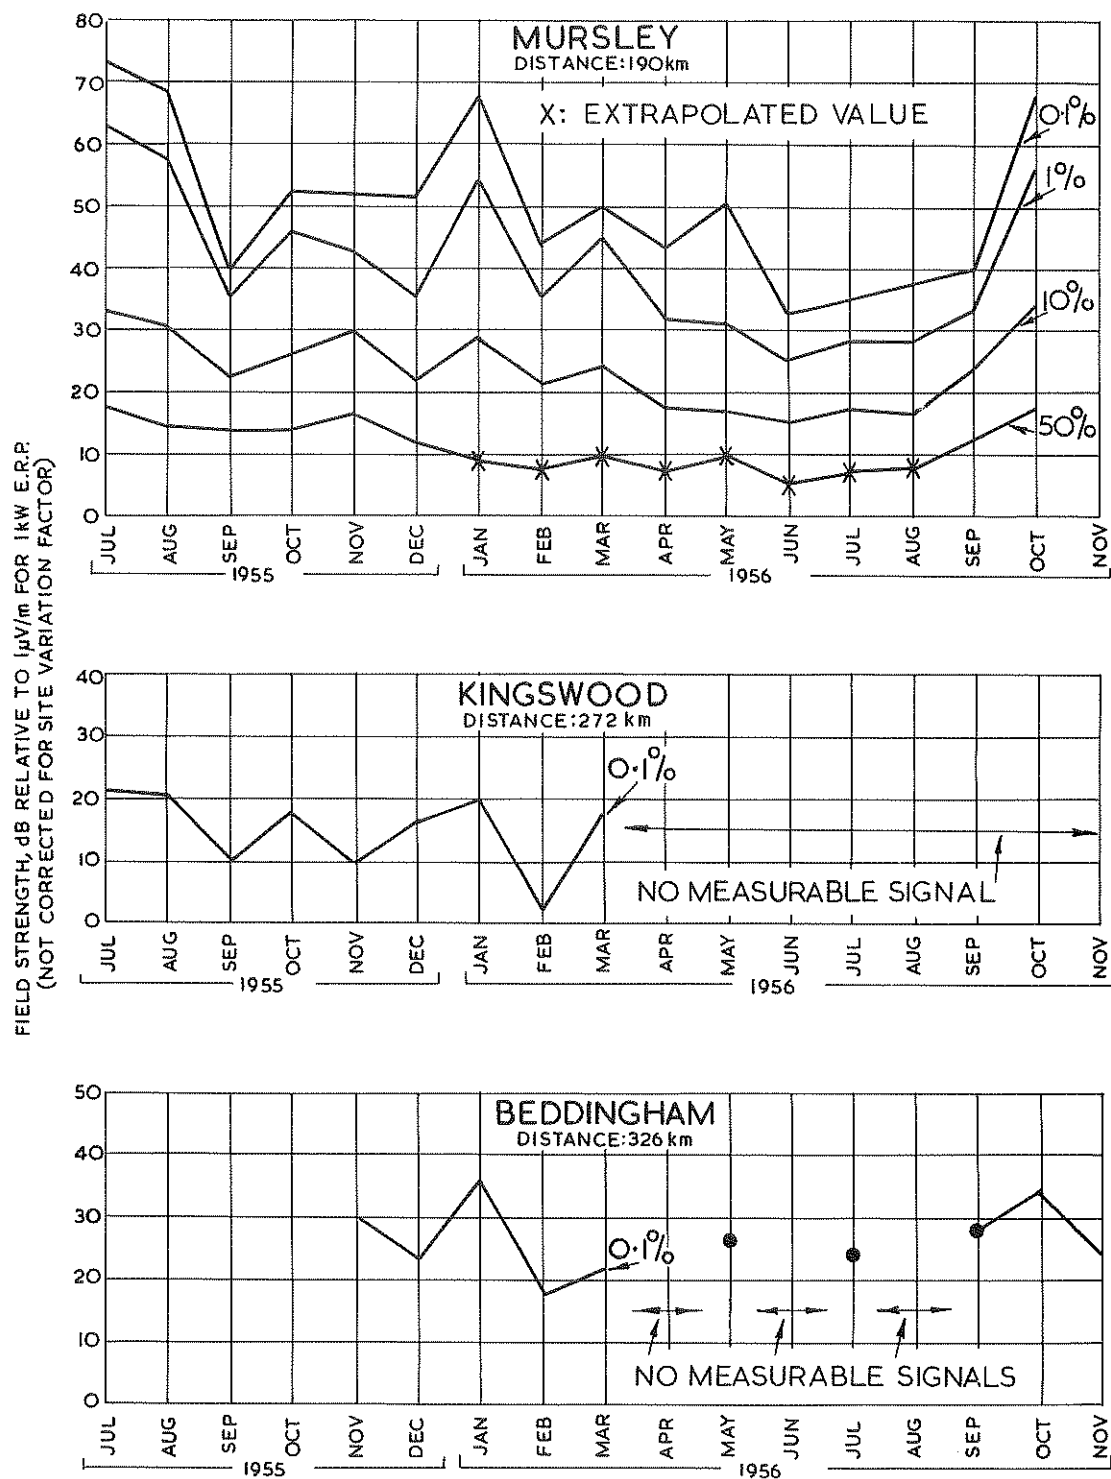 FIELD STRENGTH, dB RELATIVE TO 1μV/m FOR 1kW E.R.P.
(NOT CORRECTED FOR SITE VARIATION FACTOR)
MURSLEY
DISTANCE:190km
X: EXTRAPOLATED VALUE
80
70
60
50
40
30
20
10
0
0·1%
1%
10%
50%
JUL AUG SEP OCT NOV DEC JAN FEB MAR APR MAY JUN JUL AUG SEP OCT NOV
1955 1956
KINGSWOOD
DISTANCE:272 km
40
30
20
10
0
0·1%
NO MEASURABLE SIGNAL
JUL AUG SEP OCT NOV DEC JAN FEB MAR APR MAY JUN JUL AUG SEP OCT NOV
1955 1956
BEDDINGHAM
DISTANCE:326 km
50
40
30
20
10
0
0·1%
NO MEASURABLE SIGNALS
JUL AUG SEP OCT NOV DEC JAN FEB MAR APR MAY JUN JUL AUG SEP OCT NOV
1955 1956